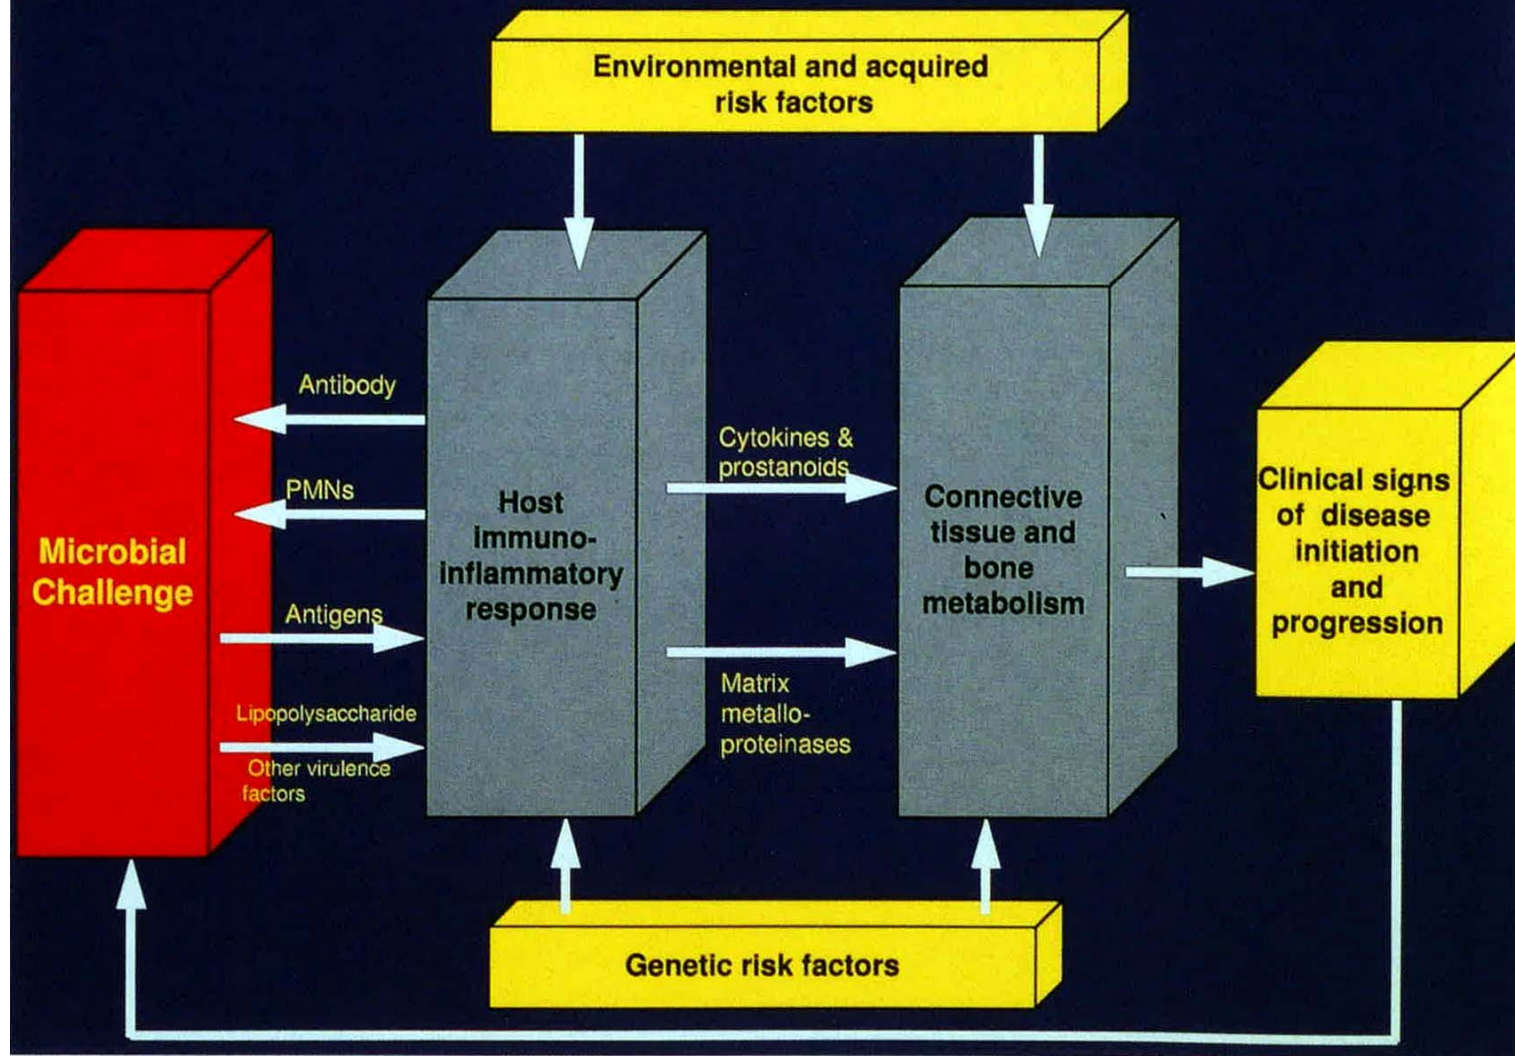 Environmental and acquired
risk factors
Antibody
PMNs
Microbial
Challenge
Antigens
Lipopolysaccharide
Other virulence
factors
Host
immuno-
inflammatory
response
Cytokines &
prostanoids
Matrix
metallo-
proteinases
Connective
tissue and
bone
metabolism
Clinical signs
of disease
initiation
and
progression
Genetic risk factors